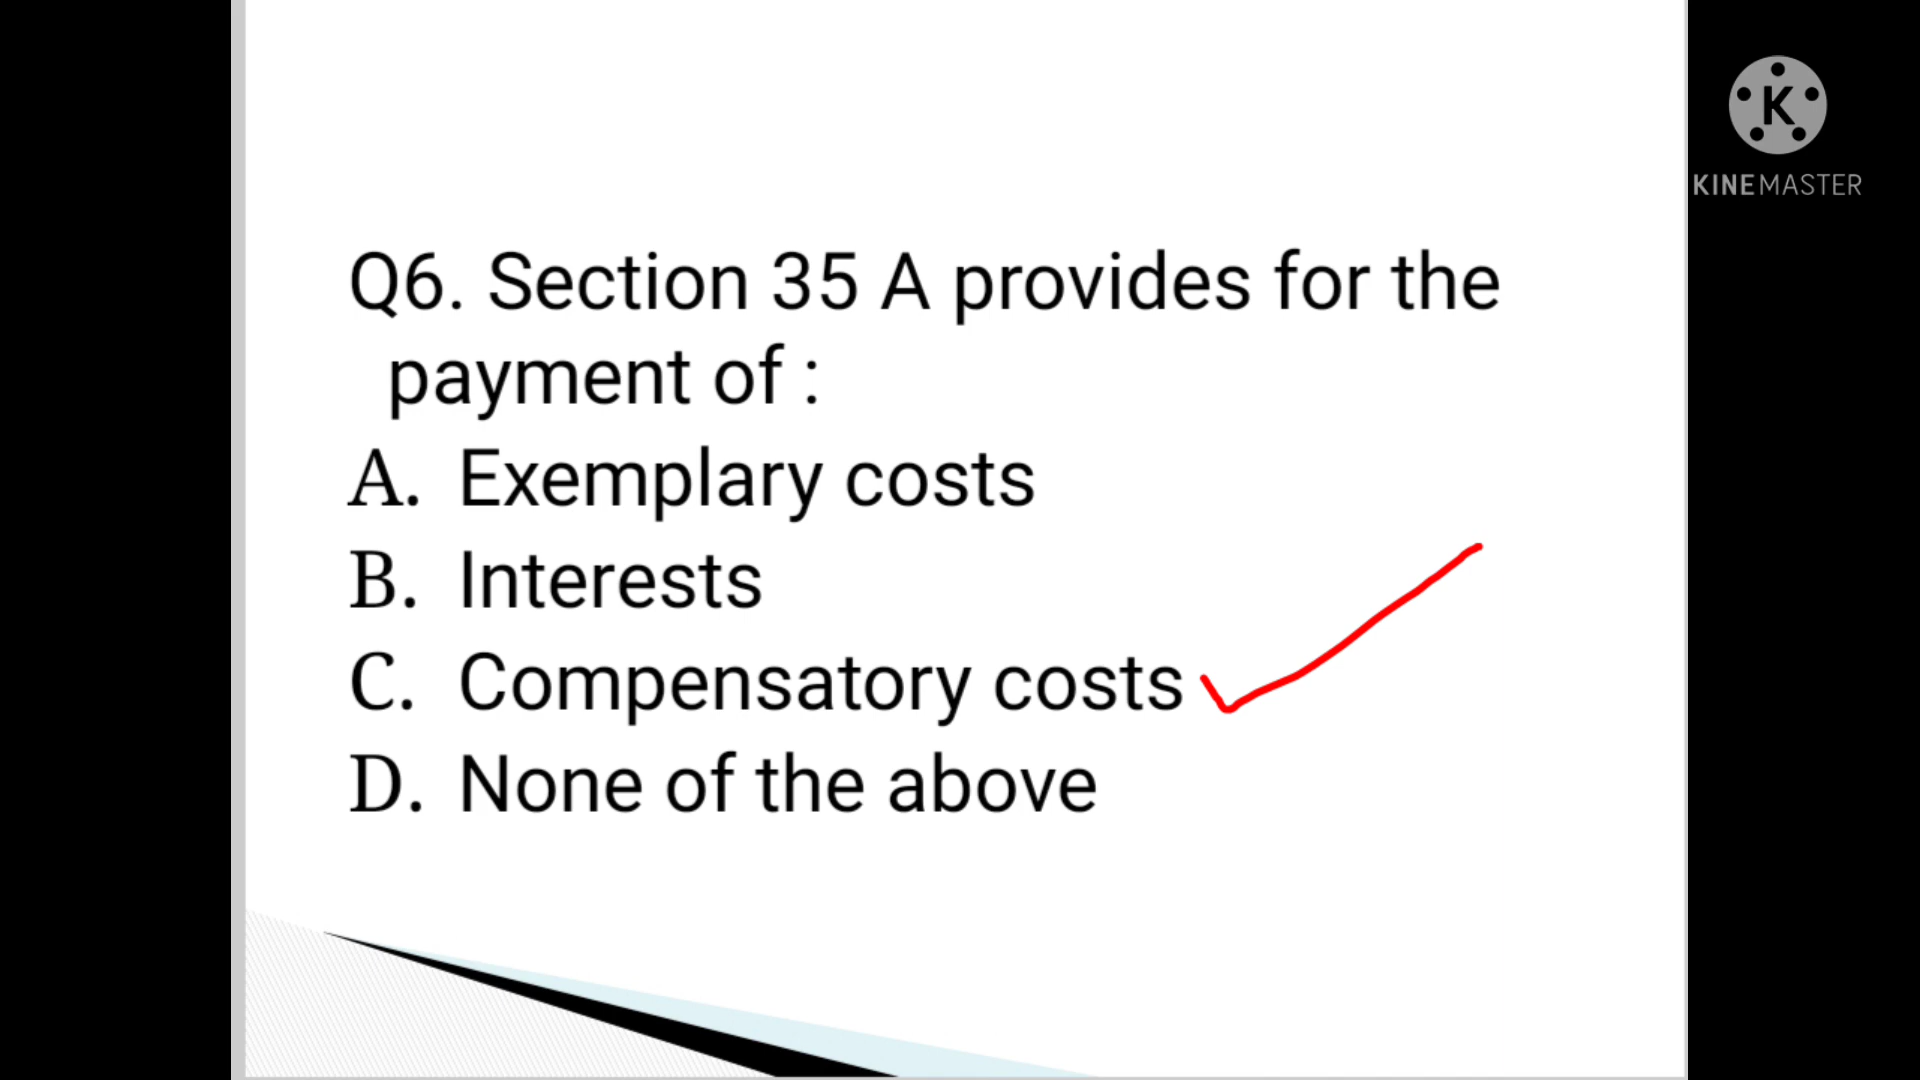 K
KINEMASTER
Q6. Section 35 A provides for the
payment of :
A. Exemplary costs
B. Interests
C. Compensatory costs
D. None of the above